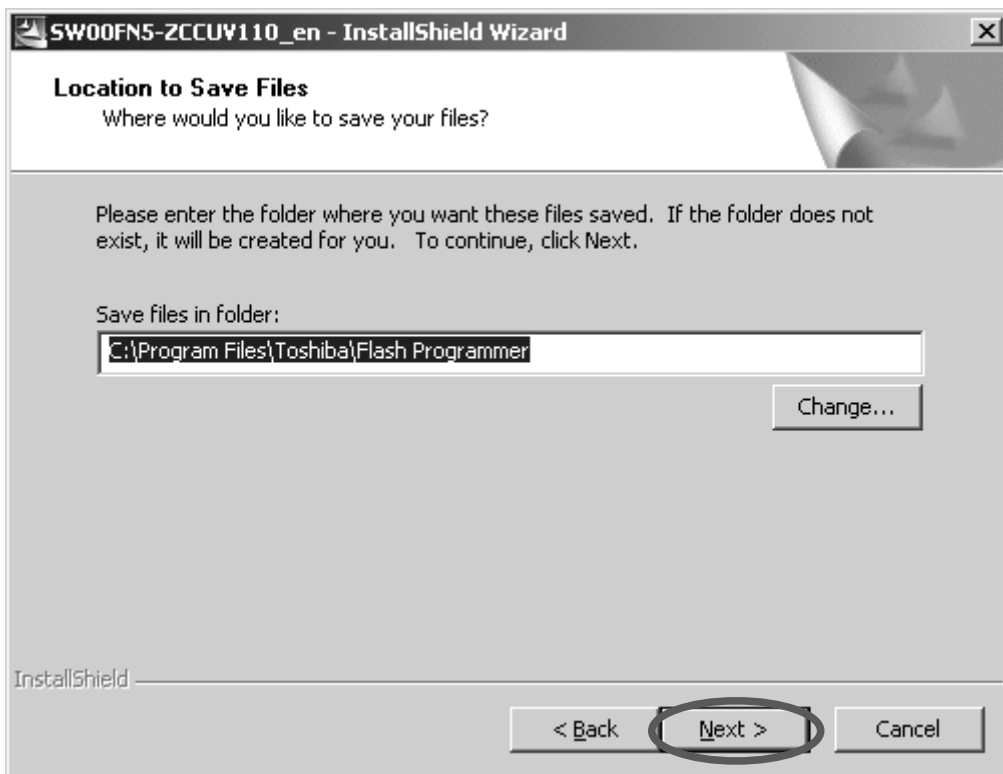 SW00FN5-ZCCUV110_en - InstallShield Wizard
Location to Save Files
Where would you like to save your files?
Please enter the folder where you want these files saved. If the folder does not
exist, it will be created for you. To continue, click Next.
Save files in folder:
C:\Program Files\Toshiba\Flash Programmer
Change...
InstallShield
< Back
Next >
Cancel